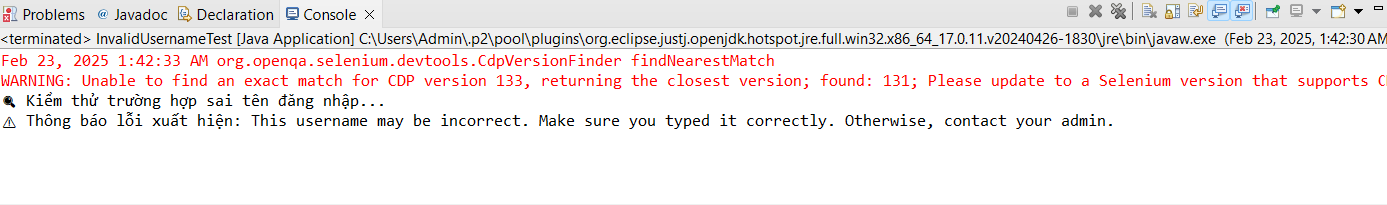 Problems @ Javadoc Declaration Console
<terminated> InvalidUsernameTest [Java Application] C:\Users\Admin\.p2\pool\plugins\org.eclipse.justj.openjdk.hotspot.jre.full.win32.x86_64_17.0.11.v20240426-1830\jre\bin\javaw.exe (Feb 23, 2025, 1:42:30 AM
Feb 23, 2025 1:42:33 AM org.openqa.selenium.devtools.CdpVersionFinder findNearestMatch
WARNING: Unable to find an exact match for CDP version 133, returning the closest version; found: 131; Please update to a Selenium version that supports C
🔍 Kiểm thử trường hợp sai tên đăng nhập...
⚠ Thông báo lỗi xuất hiện: This username may be incorrect. Make sure you typed it correctly. Otherwise, contact your admin.